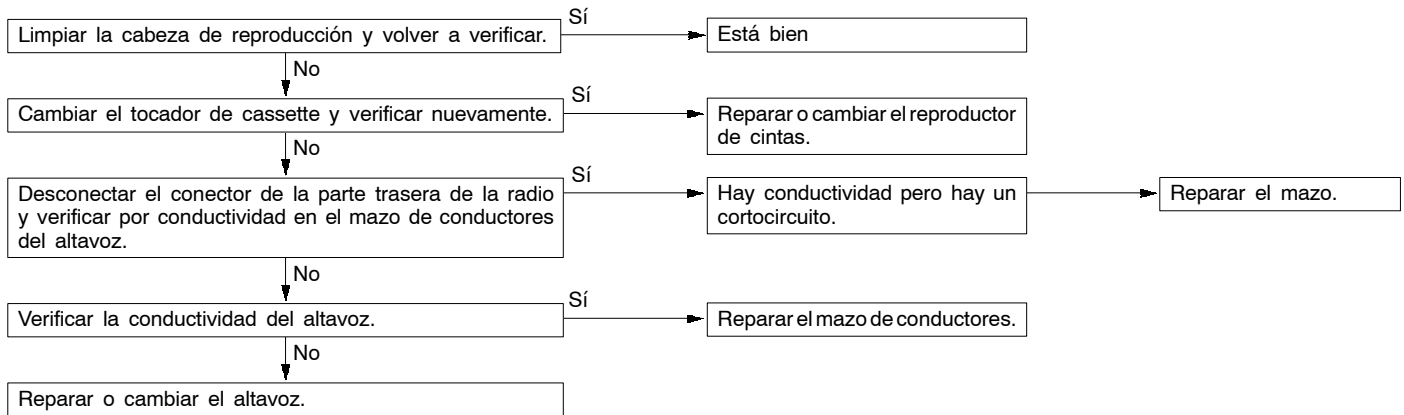 Sí
Limpiar la cabeza de reproducción y volver a verificar.
Está bien
No
Sí
Cambiar el tocador de cassette y verificar nuevamente.
Reparar o cambiar el reproductor
de cintas.
No
Sí
Desconectar el conector de la parte trasera de la radio
y verificar por conductividad en el mazo de conductores
del altavoz.
Hay conductividad pero hay un
cortocircuito.
Reparar el mazo.
No
Sí
Verificar la conductividad del altavoz.
Reparar el mazo de conductores.
No
Reparar o cambiar el altavoz.